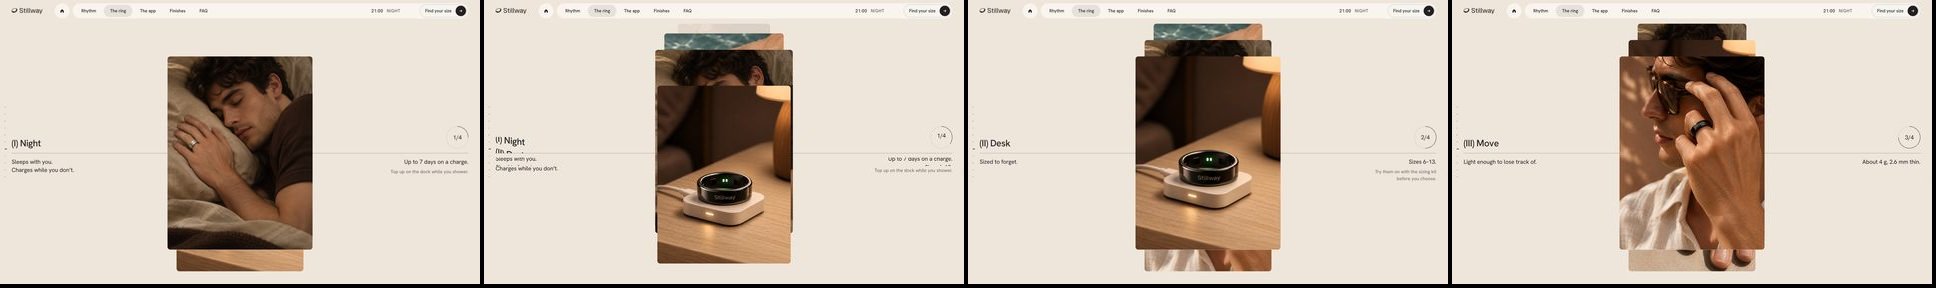 Stillway
Rhythm The ring The app Finishes FAQ
21:00 NIGHT
Find your size
(I) Night
Sleeps with you.
Charges while you don't.
1/4
Up to 7 days on a charge.
Top up on the dock while you shower.
Stillway
Rhythm The ring The app Finishes FAQ
21:00 NIGHT
Find your size
(I) Night
Sleeps with you.
Charges while you don't.
Stillway
1/4
Up to 7 days on a charge.
Top up on the dock while you shower.
Stillway
Rhythm The ring The app Finishes FAQ
21:00 NIGHT
Find your size
(II) Desk
Sized to forget.
Stillway
2/4
Sizes 6–13.
Try them on with the sizing kit
before you choose.
Stillway
Rhythm The ring The app Finishes FAQ
21:00 NIGHT
Find your size
(III) Move
Light enough to lose track of.
3/4
About 4 g, 2.6 mm thin.